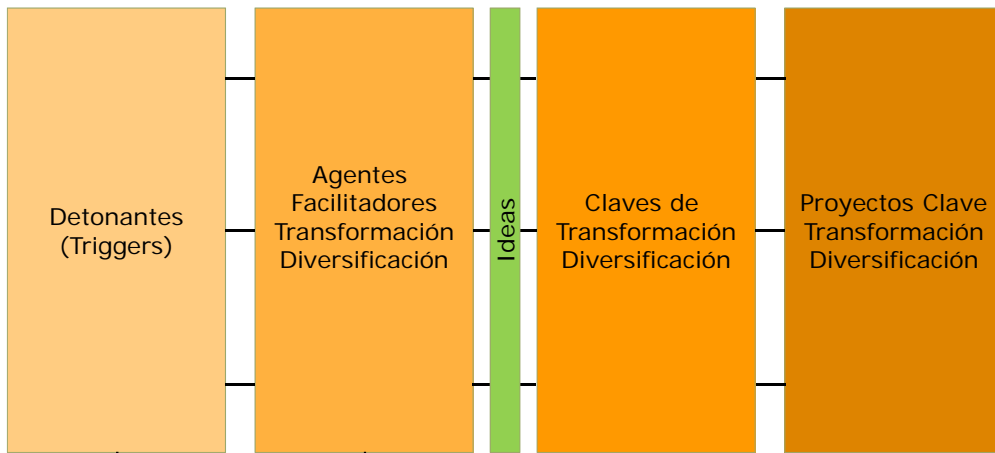 Detonantes
(Triggers)
Agentes
Facilitadores
Transformación
Diversificación
Ideas
Claves de
Transformación
Diversificación
Proyectos Clave
Transformación
Diversificación